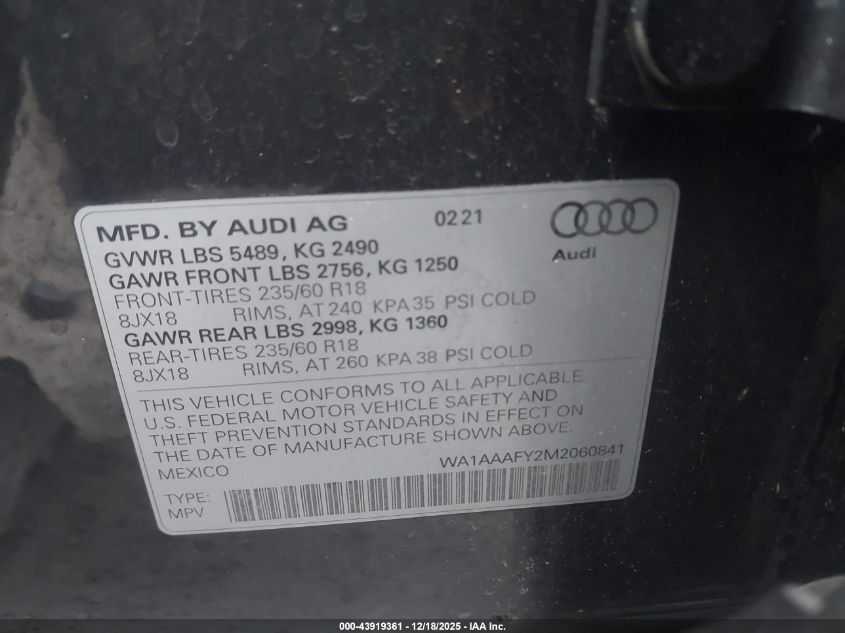 MFD. BY AUDI AG 0221
GVWR LBS 5489, KG 2490
GAWR FRONT LBS 2756, KG 1250
FRONT-TIRES 235/60 R18
8JX18 RIMS, AT 240 KPA 35 PSI COLD
GAWR REAR LBS 2998, KG 1360
REAR-TIRES 235/60 R18
8JX18 RIMS, AT 260 KPA 38 PSI COLD
Audi
THIS VEHICLE CONFORMS TO ALL APPLICABLE
U.S. FEDERAL MOTOR VEHICLE SAFETY AND
THEFT PREVENTION STANDARDS IN EFFECT ON
THE DATE OF MANUFACTURE SHOWN ABOVE.
MEXICO WA1AAAFY2M2060841
TYPE:
MPV
000-43919361 - 12/18/2025 - IAA Inc.